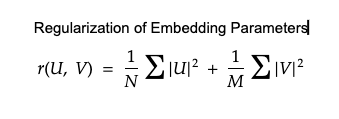 Regularization of Embedding Parameters
r(U, V) = 1/N ∑|U|² + 1/M ∑|V|²